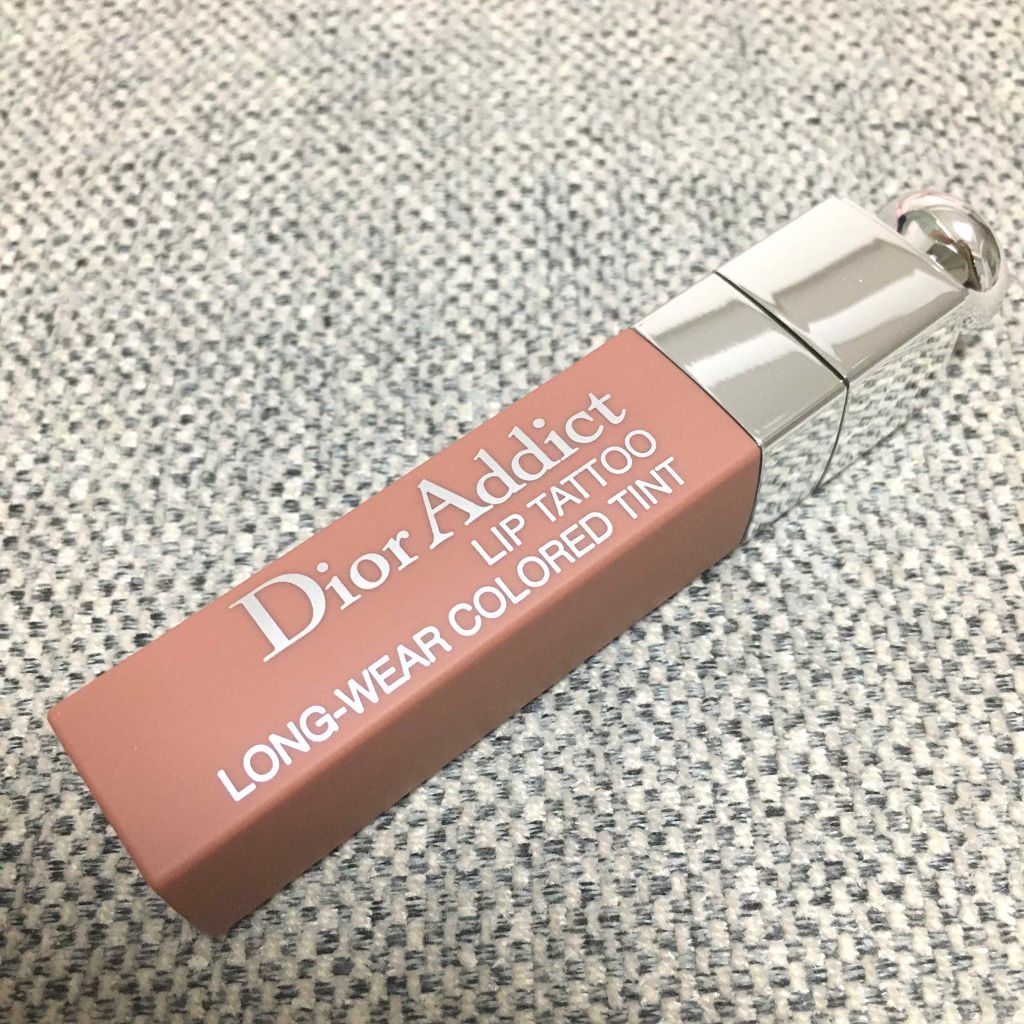 Dior Addict
LIP TATTOO
LONG-WEAR COLORED TINT